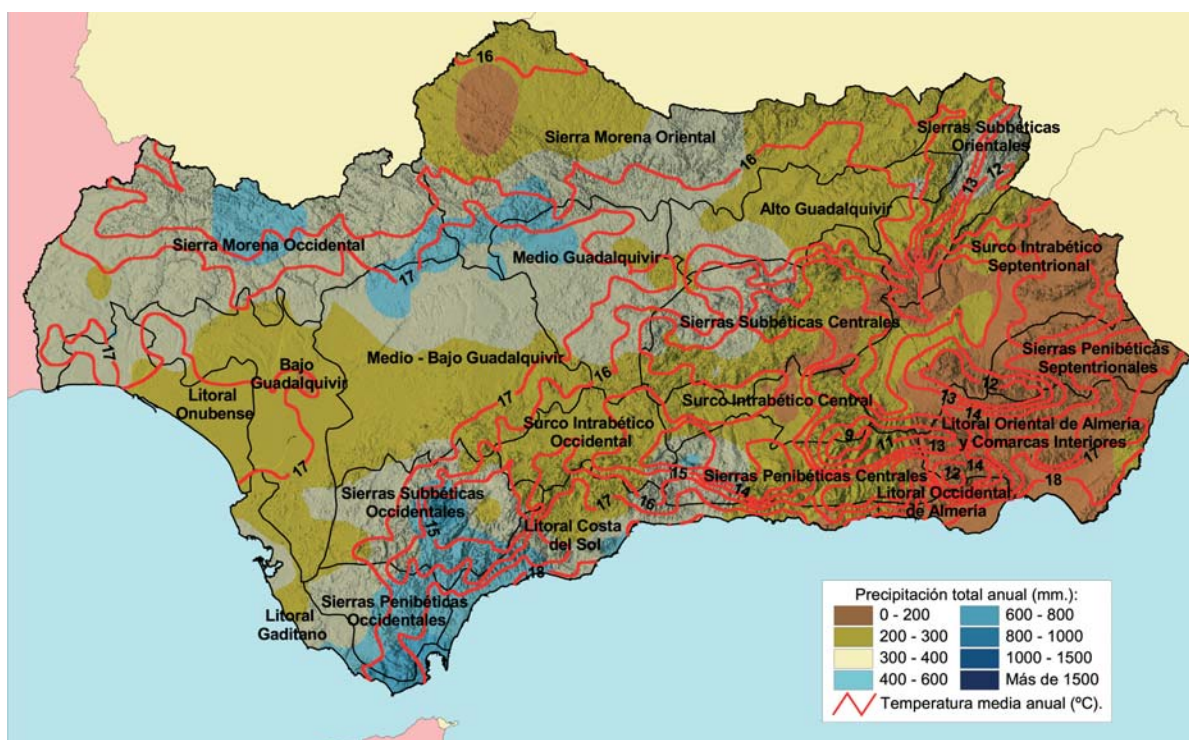 16
Sierra Morena Oriental
Sierras Subbéticas
Orientales
16
13
12
Alto Guadalquivir
Sierra Morena Occidental
Medio Guadalquivir
Surco Intrabético
Septentrional
17
Sierras Subbéticas Centrales
17
Bajo
Guadalquivir
Medio - Bajo Guadalquivir
Sierras Penibéticas
Septentrionales
16
12
Litoral
Onubense
17
Surco Intrabético Central
13
14
Surco Intrabético
Occidental
Litoral Oriental de Almería
y Comarcas Interiores
9
11
13
17
17
15
Sierras Penibéticas Centrales
12
14
18
Sierras Subbéticas
Occidentales
14
Litoral Occidental
de Almería
17
16
15
Litoral Costa
del Sol
18
Litoral
Gaditano
Sierras Penibéticas
Occidentales
Precipitación total anual (mm.):
0 - 200
600 - 800
200 - 300
800 - 1000
300 - 400
1000 - 1500
400 - 600
Más de 1500
Temperatura media anual (ºC).